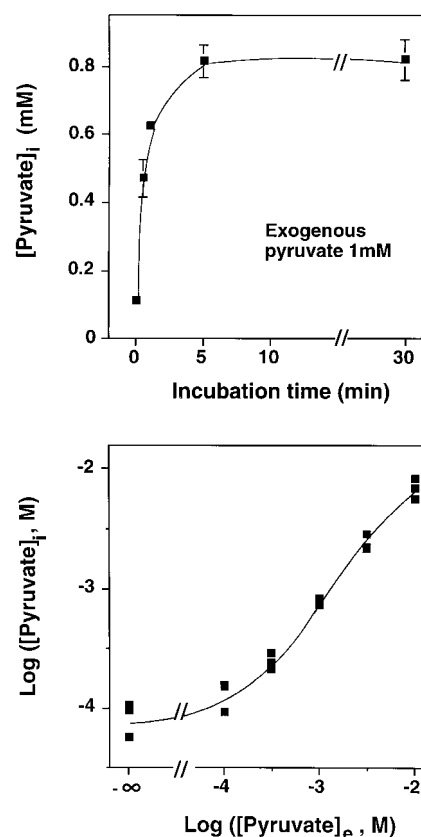 [Pyruvate]i (mM)
0.8
0.6
0.4
0.2
0
Exogenous
pyruvate 1mM
0 5 10 30
Incubation time (min)
Log ([Pyruvate]i, M)
-2
-3
-4
-∞ -4 -3 -2
Log ([Pyruvate]e , M)